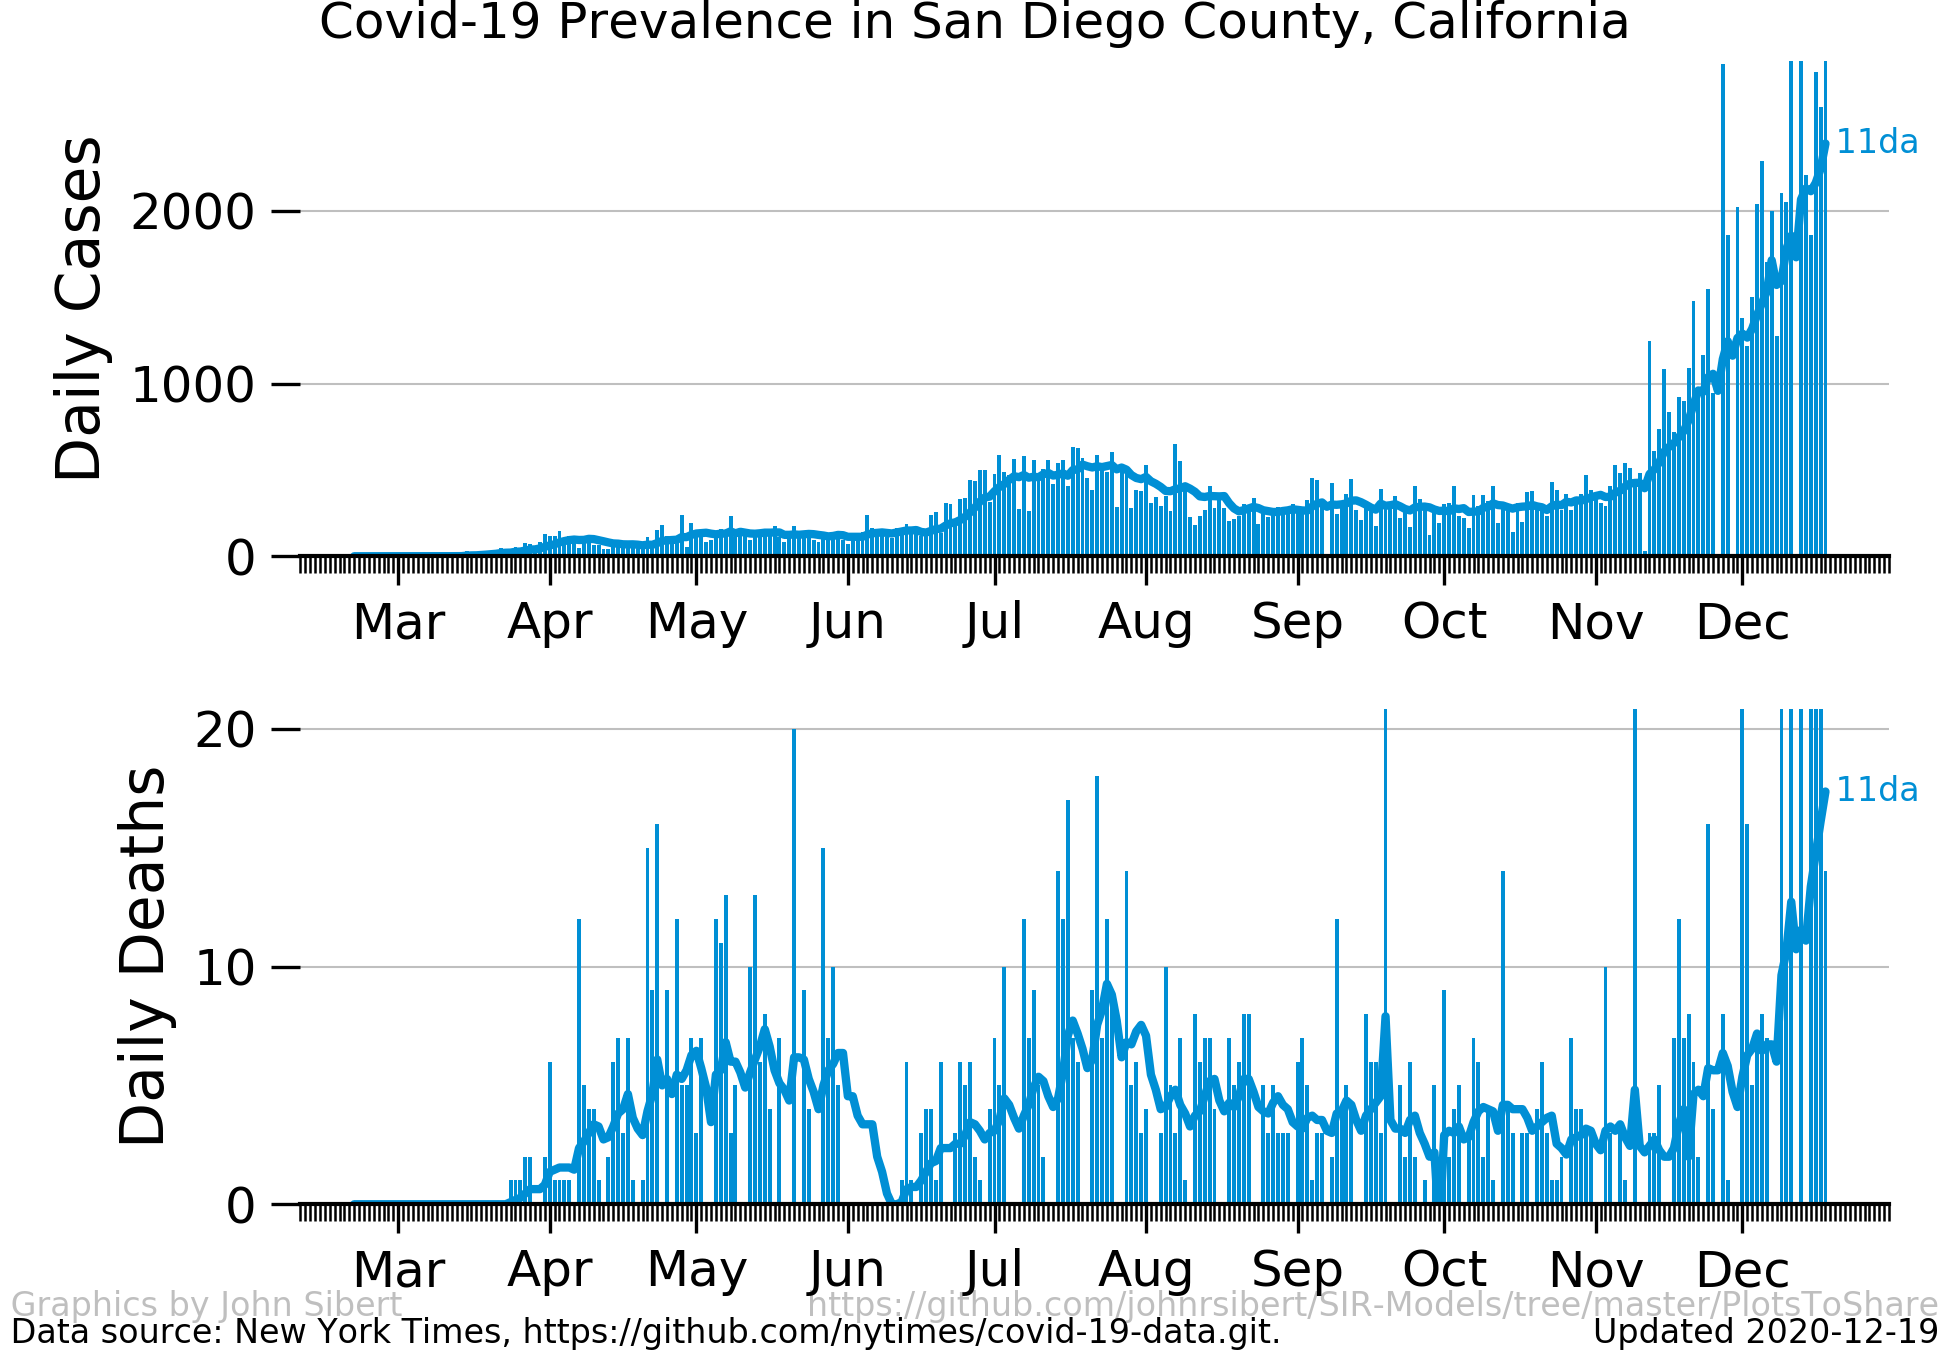 Covid-19 Prevalence in San Diego County, California
Daily Cases
2000
1000
0
11da
Mar Apr May Jun Jul Aug Sep Oct Nov Dec
Daily Deaths
20
10
0
11da
Mar Apr May Jun Jul Aug Sep Oct Nov Dec
Graphics by John Sibert https://github.com/johnrsibert/SIR-Models/tree/master/PlotsToShare
Data source: New York Times, https://github.com/nytimes/covid-19-data.git. Updated 2020-12-19